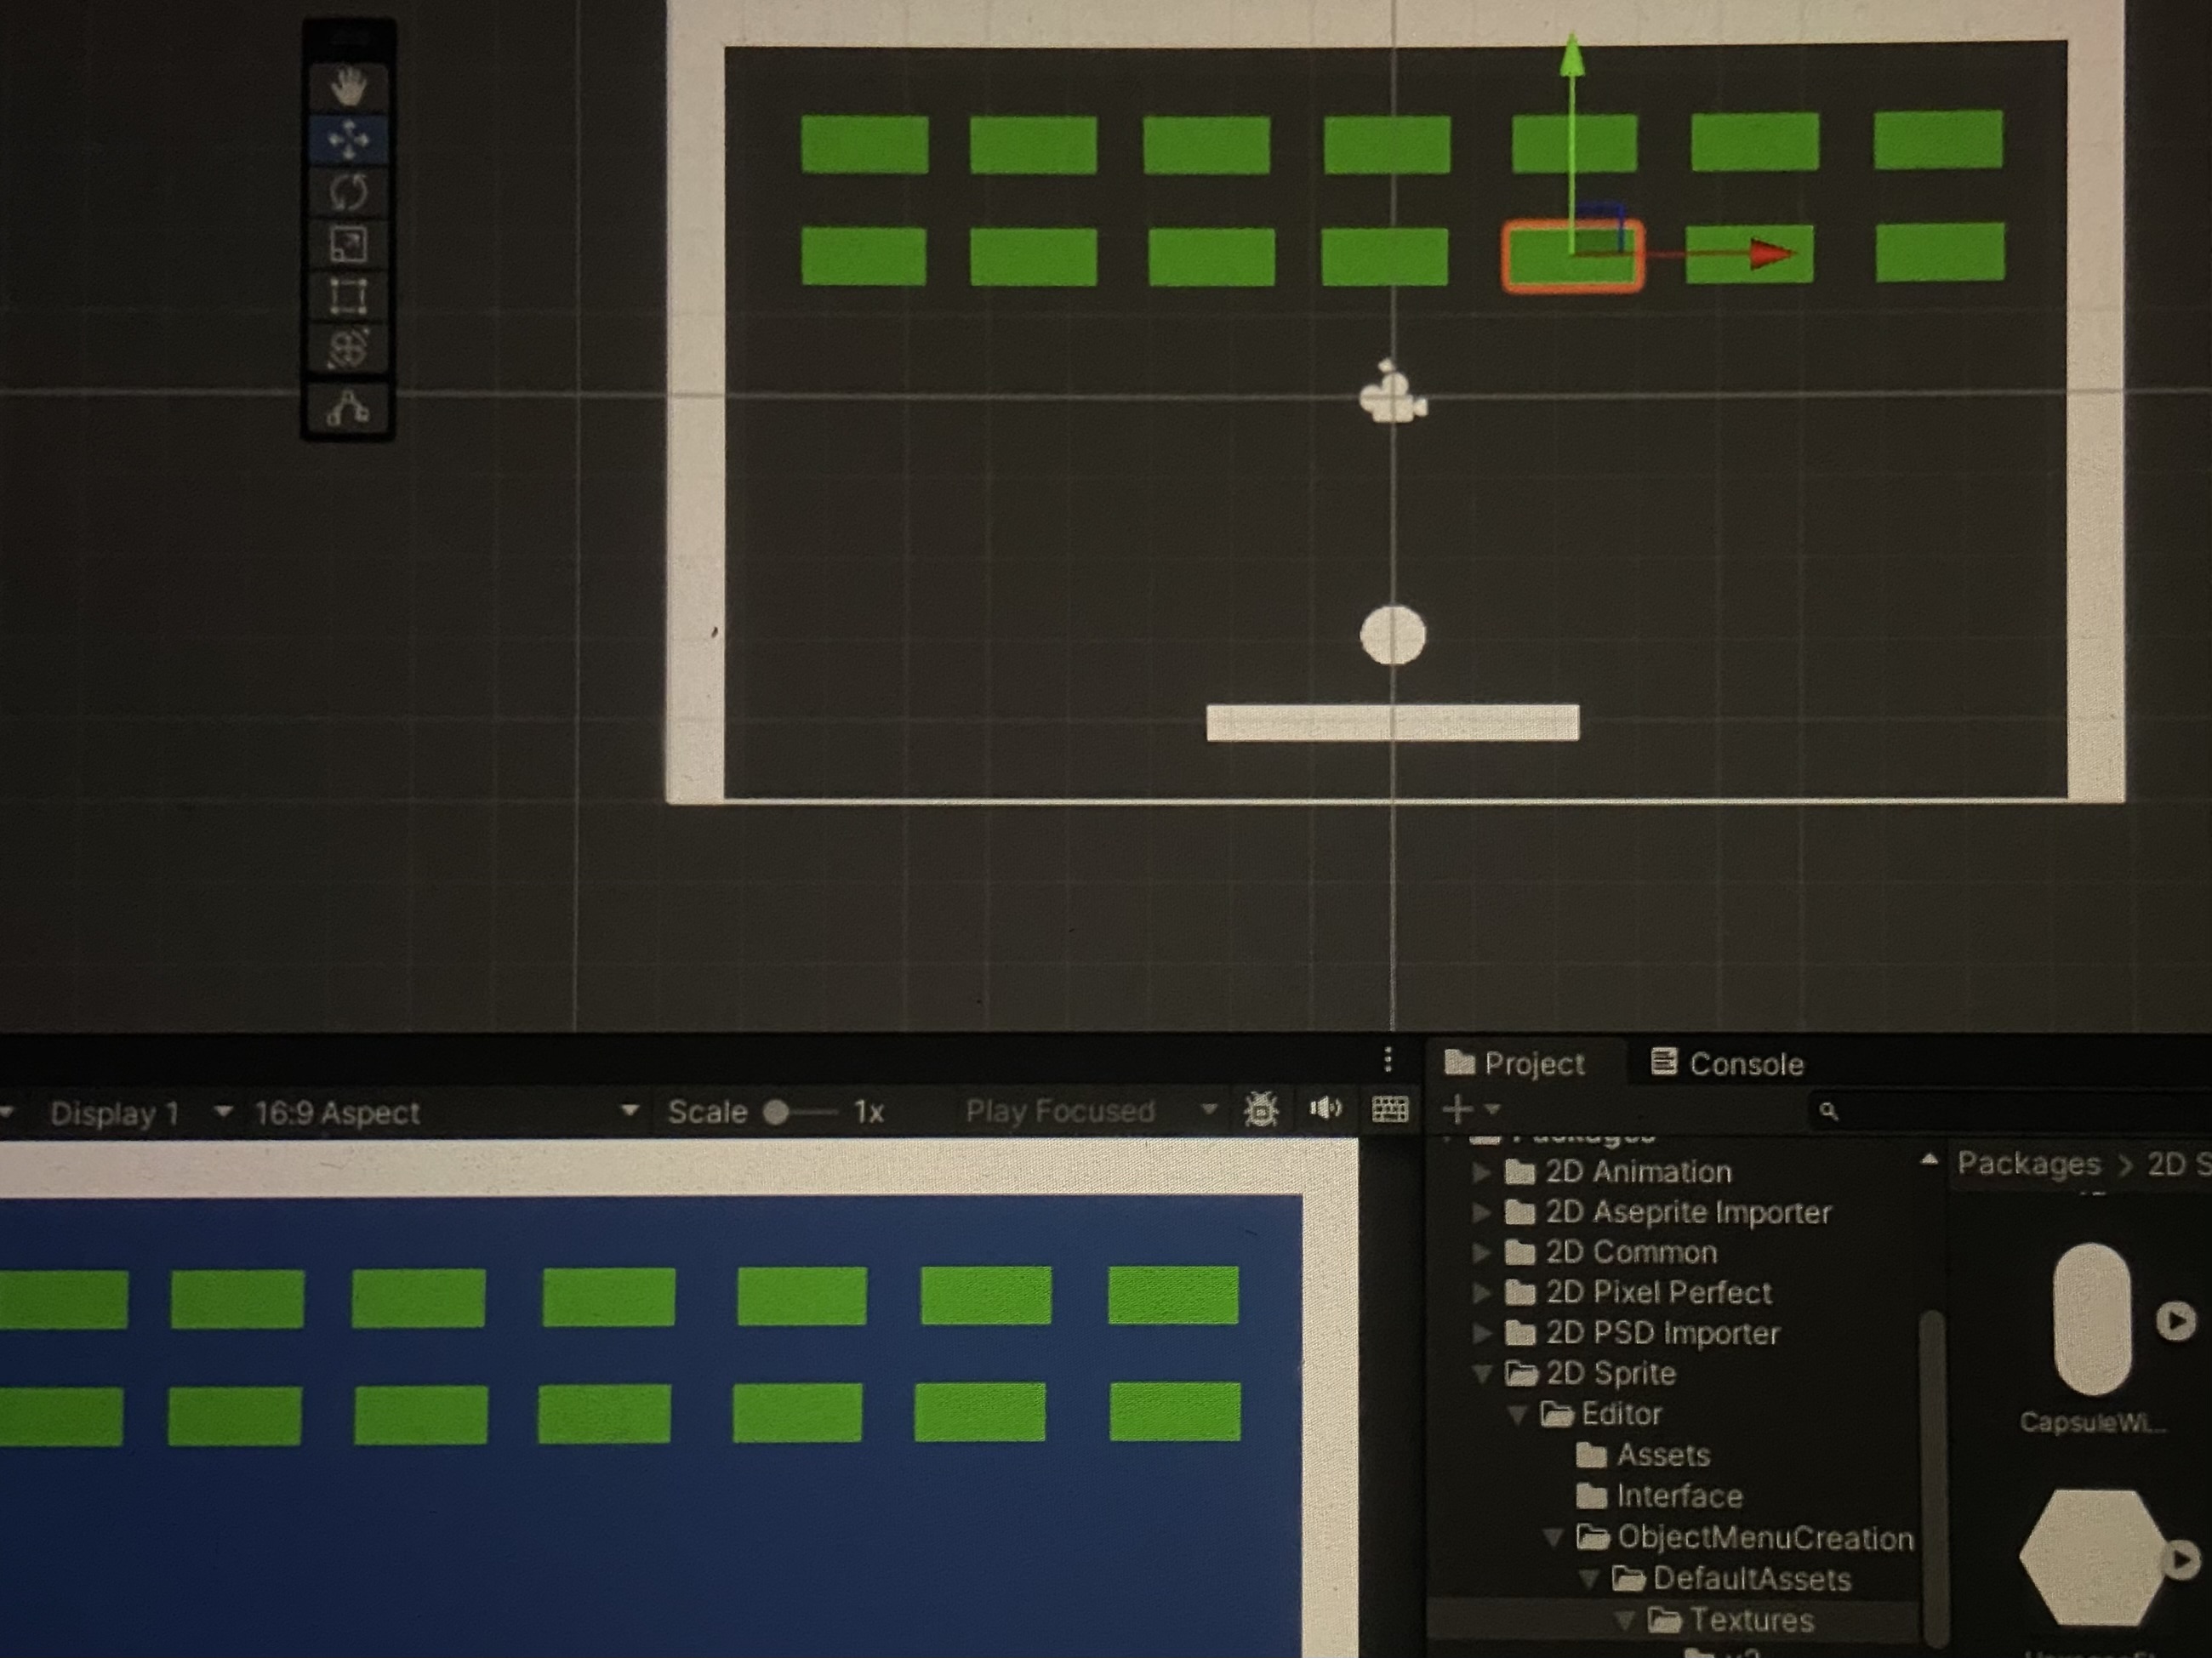 Project
Console
Display 1
16:9 Aspect
Scale
1x
Play Focused
Packages
2D Animation
2D Aseprite Importer
2D Common
2D Pixel Perfect
2D PSD Importer
2D Sprite
Editor
Assets
Interface
ObjectMenuCreation
DefaultAssets
Textures
Packages > 2D S
CapsuleWi...